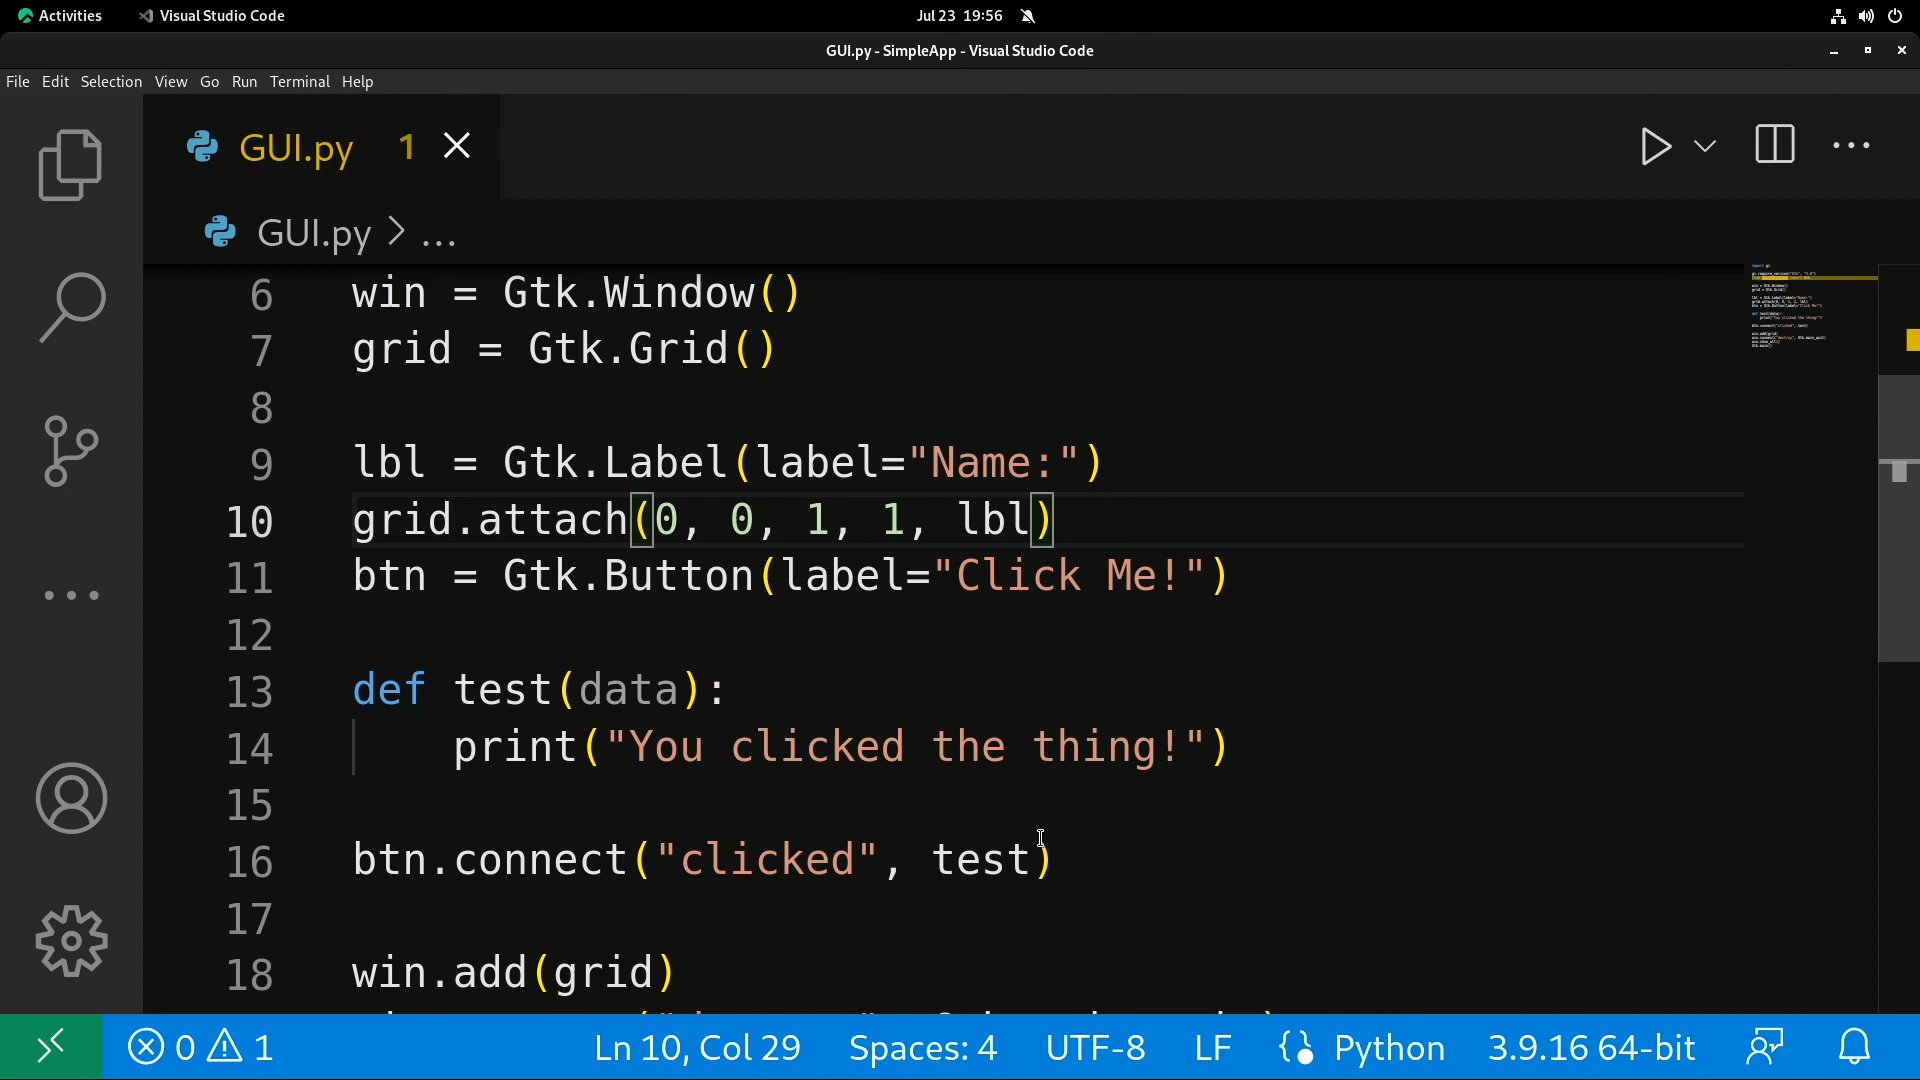 Activities Visual Studio Code Jul 23 19:56
GUI.py - SimpleApp - Visual Studio Code
File Edit Selection View Go Run Terminal Help
GUI.py 1
GUI.py > ...
6 win = Gtk.Window()
7 grid = Gtk.Grid()
8
9 lbl = Gtk.Label(label="Name:")
10 grid.attach(0, 0, 1, 1, lbl)
11 btn = Gtk.Button(label="Click Me!")
12
13 def test(data):
14     print("You clicked the thing!")
15
16 btn.connect("clicked", test)
17
18 win.add(grid)
0 1 Ln 10, Col 29 Spaces: 4 UTF-8 LF Python 3.9.16 64-bit